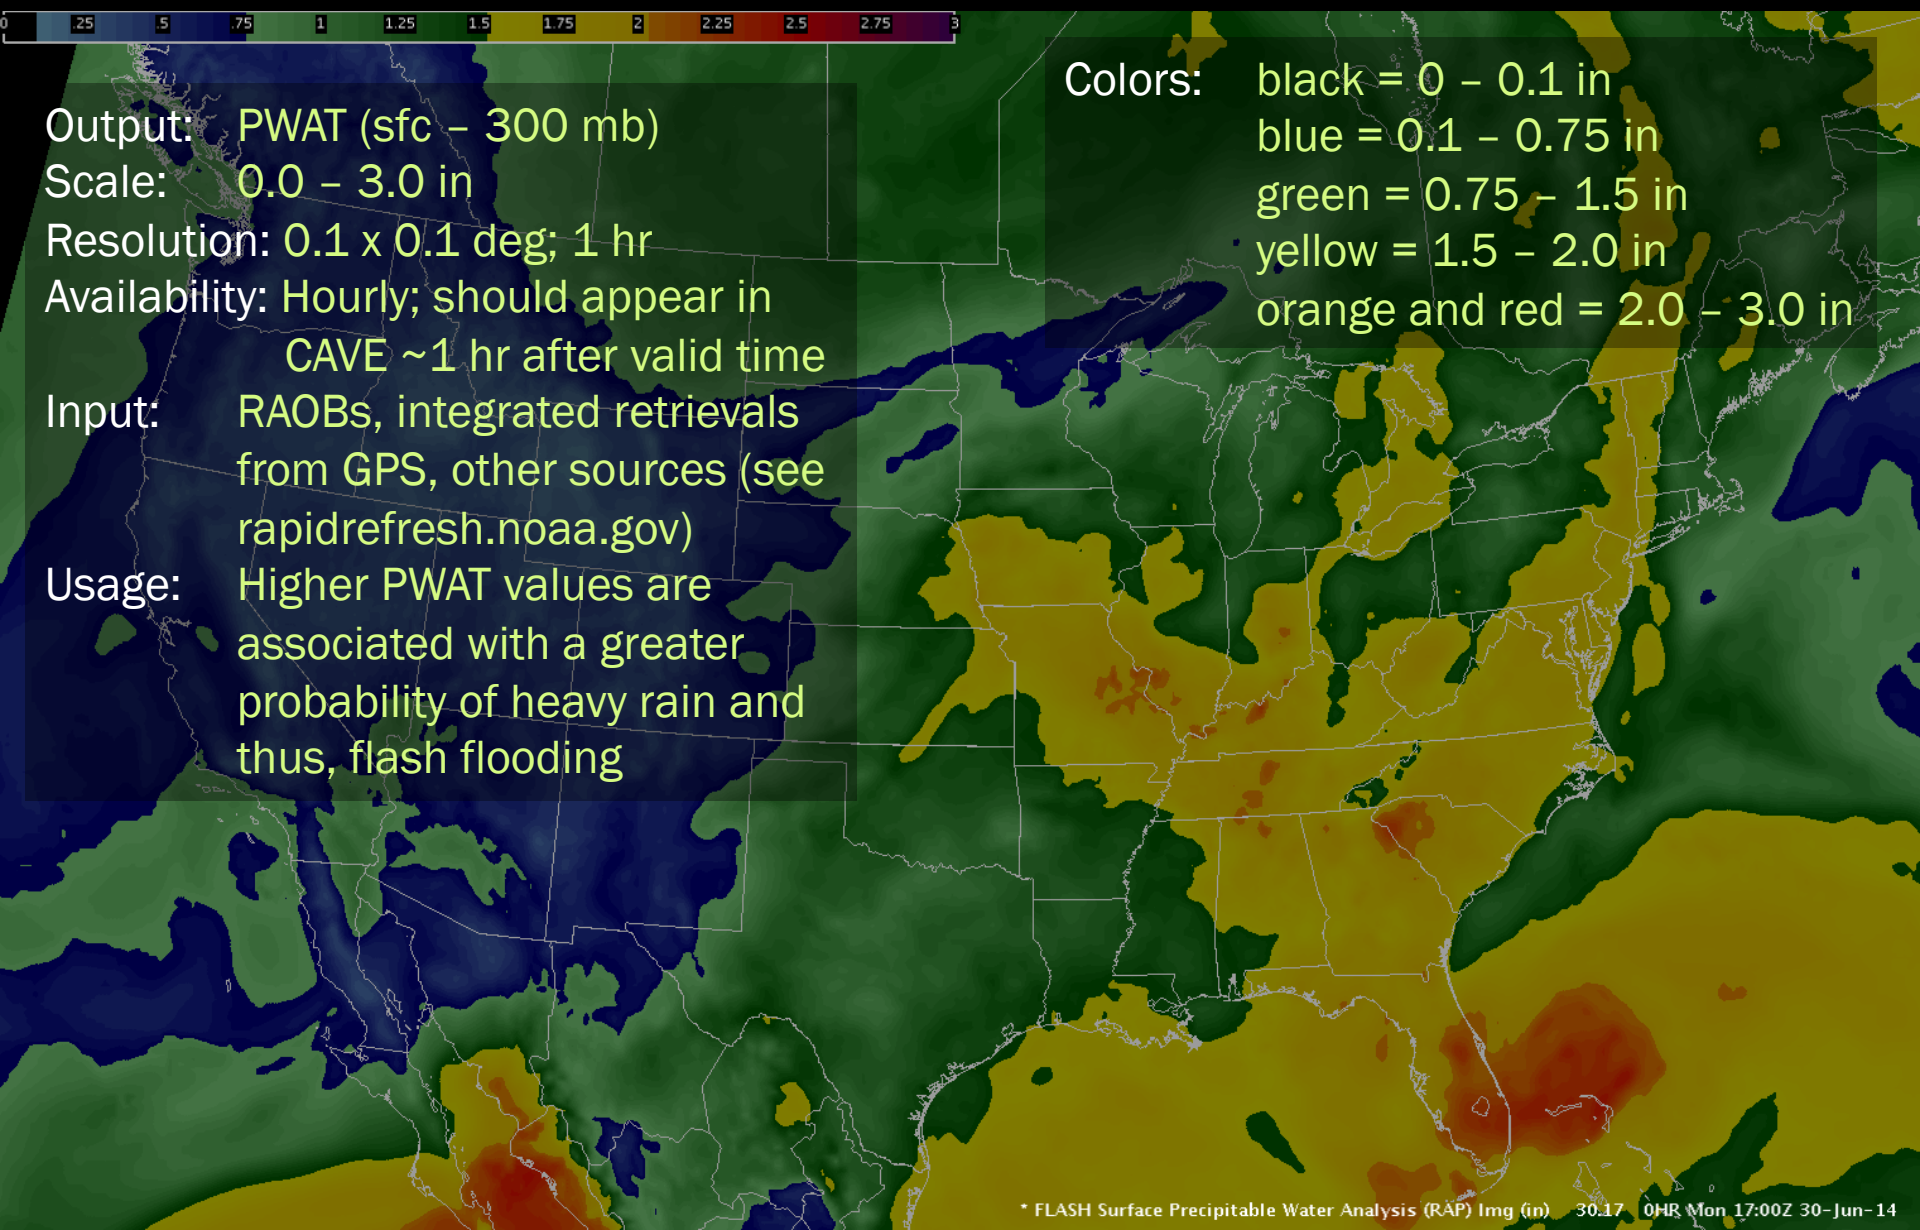 0 .25 .5 .75 1 1.25 1.5 1.75 2 2.25 2.5 2.75 3
Output: PWAT (sfc – 300 mb)
Scale: 0.0 – 3.0 in
Resolution: 0.1 x 0.1 deg; 1 hr
Availability: Hourly; should appear in
CAVE ~1 hr after valid time
Input: RAOBs, integrated retrievals
from GPS, other sources (see
rapidrefresh.noaa.gov)
Usage: Higher PWAT values are
associated with a greater
probability of heavy rain and
thus, flash flooding
Colors: black = 0 – 0.1 in
blue = 0.1 – 0.75 in
green = 0.75 – 1.5 in
yellow = 1.5 – 2.0 in
orange and red = 2.0 – 3.0 in
* FLASH Surface Precipitable Water Analysis (RAP) Img (in) 30.17 0HR Mon 17:00Z 30-Jun-14